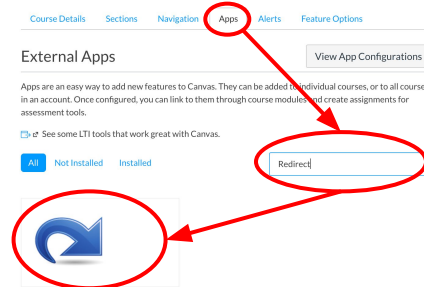 Course Details Sections Navigation Apps Alerts Feature Options
External Apps View App Configurations
Apps are an easy way to add new features to Canvas. They can be added to individual courses, or to all course
in an account. Once configured, you can link to them through course modules and create assignments for
assessment tools.
See some LTI tools that work great with Canvas.
All Not Installed Installed Redirect